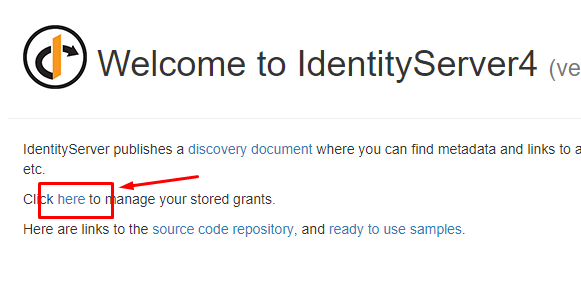 Welcome to IdentityServer4 (ve
IdentityServer publishes a discovery document where you can find metadata and links to a
etc.
Click here to manage your stored grants.
Here are links to the source code repository, and ready to use samples.